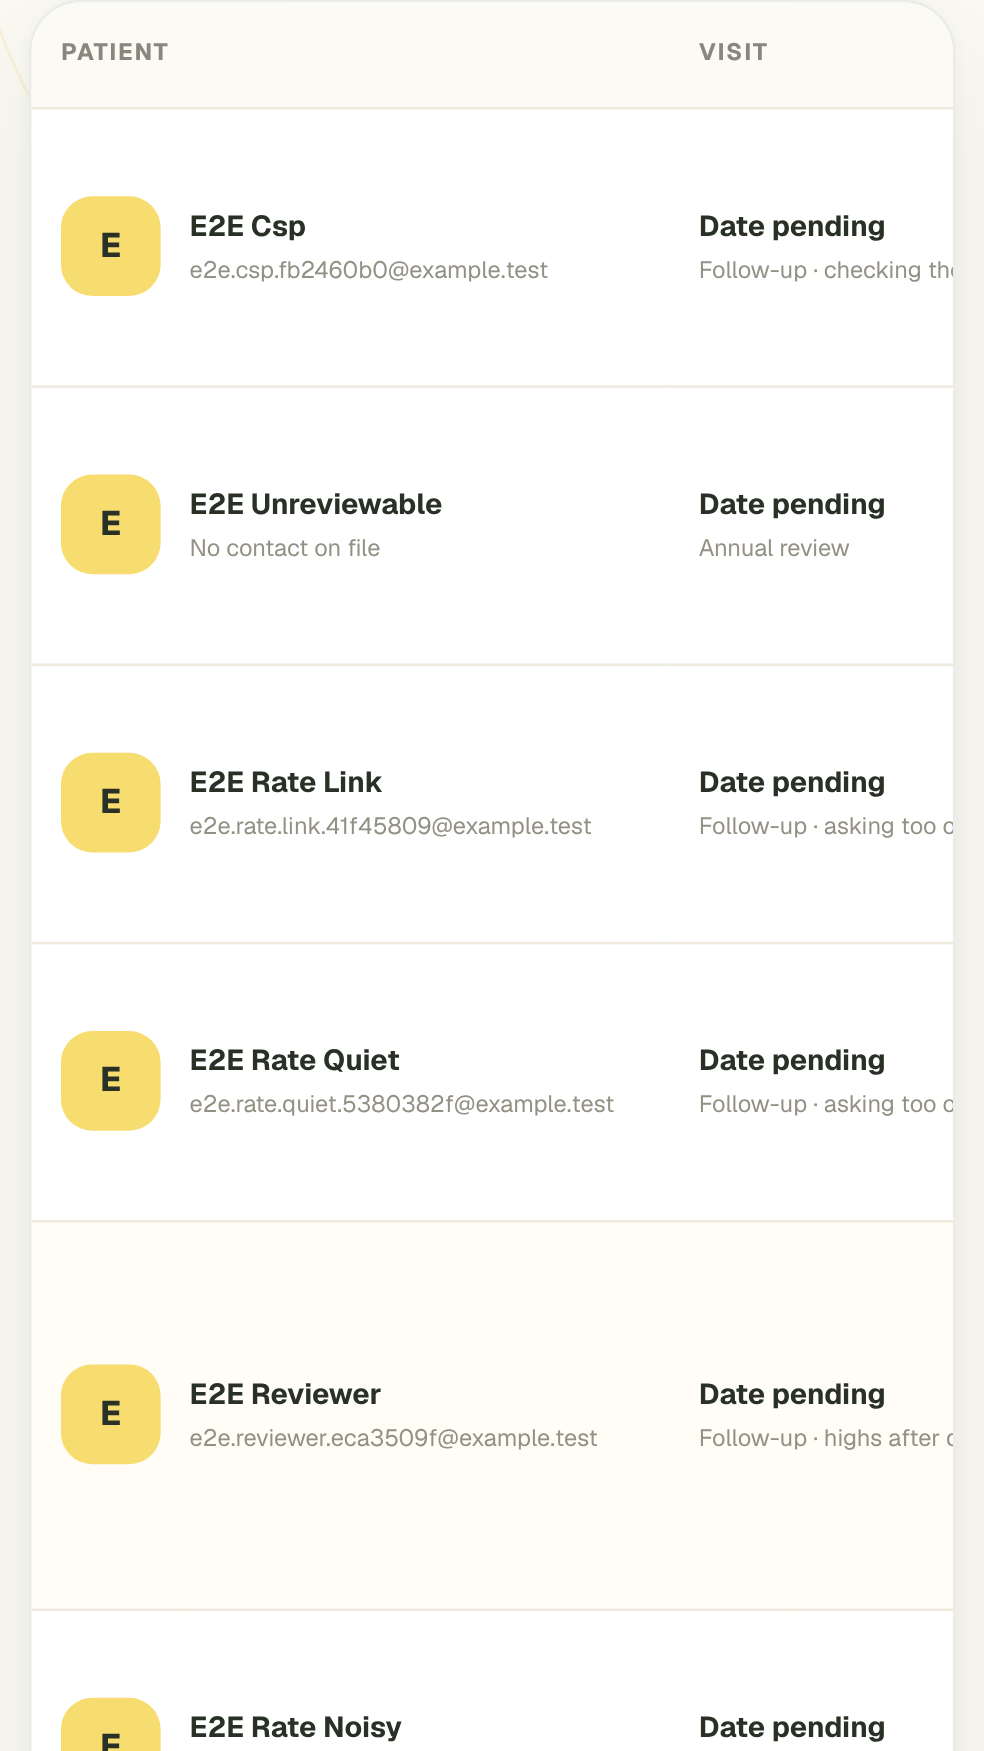 PATIENT VISIT
E
E2E Csp
e2e.csp.fb2460b0@example.test
Date pending
Follow-up · checking
E
E2E Unreviewable
No contact on file
Date pending
Annual review
E
E2E Rate Link
e2e.rate.link.41f45809@example.test
Date pending
Follow-up · asking too
E
E2E Rate Quiet
e2e.rate.quiet.5380382f@example.test
Date pending
Follow-up · asking too
E
E2E Reviewer
e2e.reviewer.eca3509f@example.test
Date pending
Follow-up · highs after
E
E2E Rate Noisy
Date pending